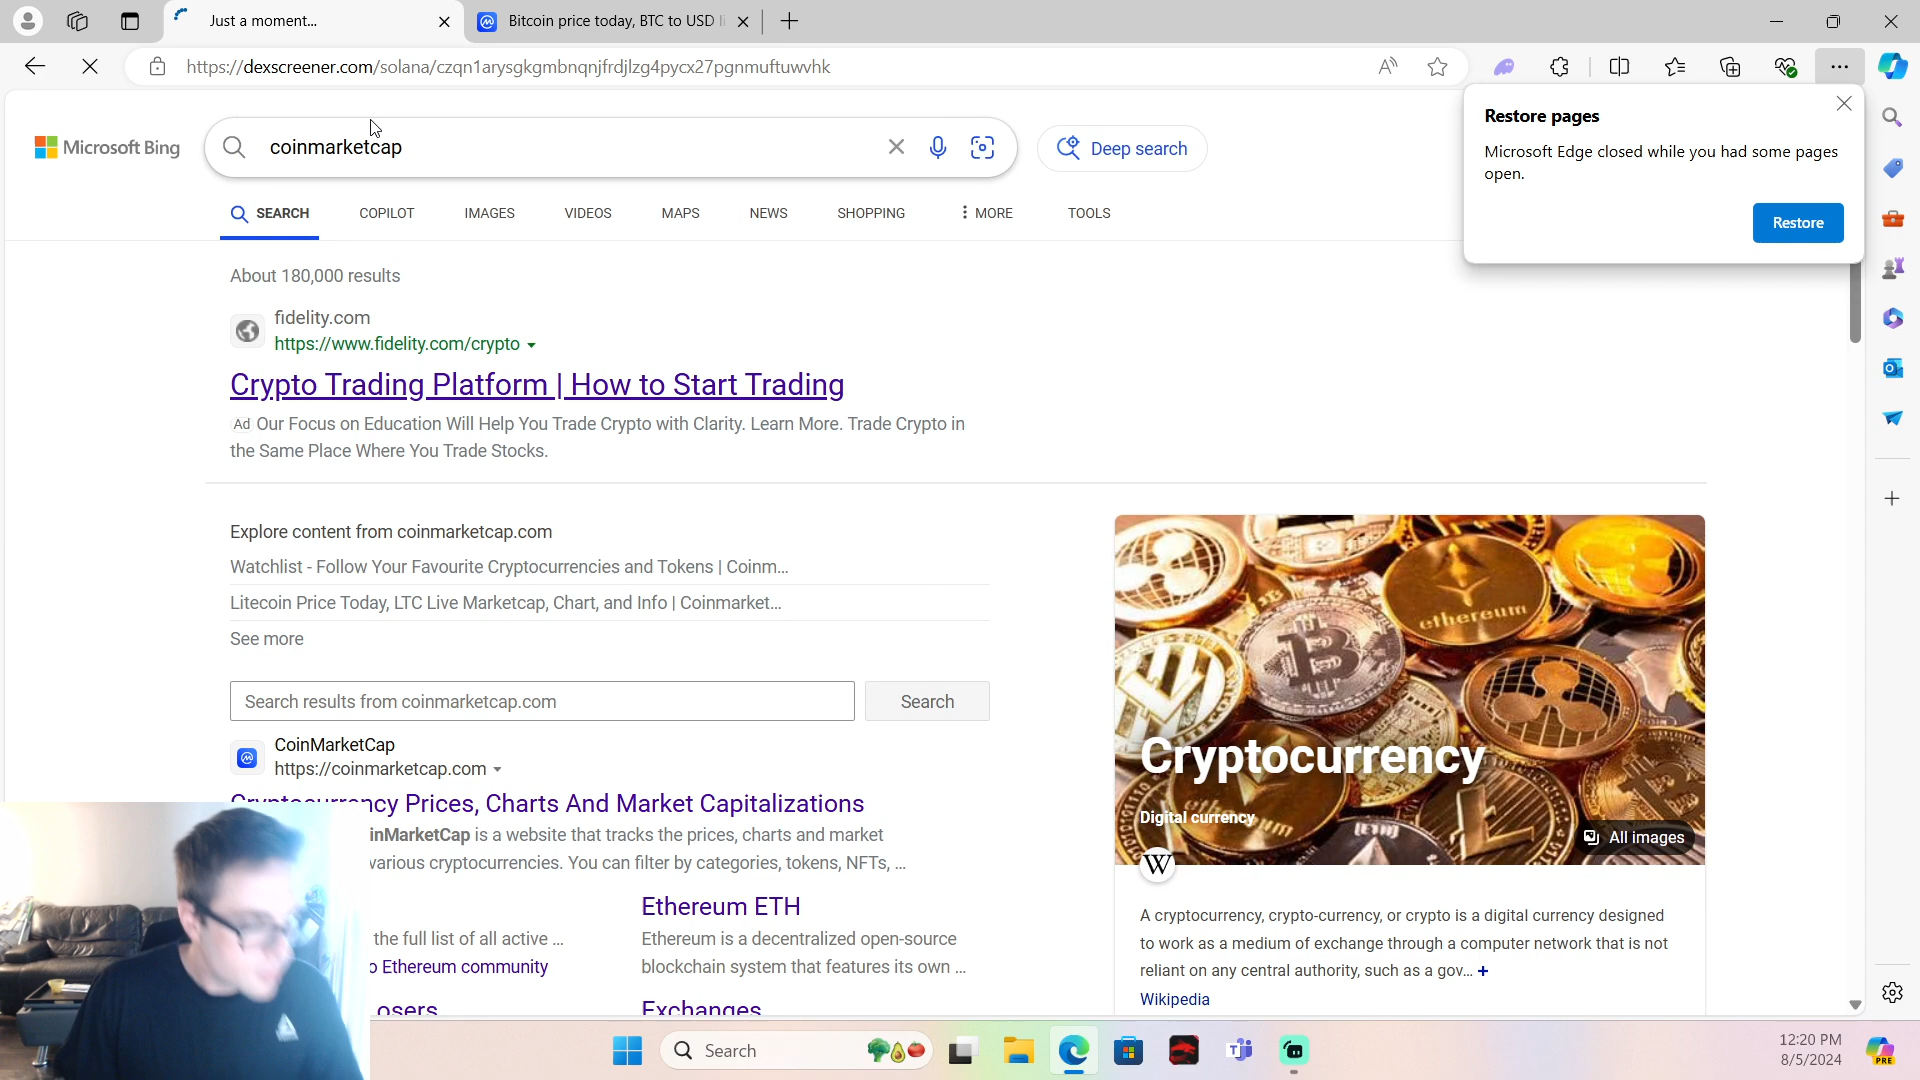 Just a moment...
Bitcoin price today, BTC to USD li
https://dexscreener.com/solana/czqn1arysgkgmbnqnjfrdjlzg4pycx27pgnmuftuwvhk
Restore pages
Microsoft Edge closed while you had some pages
open.
Restore
Microsoft Bing
coinmarketcap
Deep search
SEARCH
COPILOT
IMAGES
VIDEOS
MAPS
NEWS
SHOPPING
MORE
TOOLS
About 180,000 results
fidelity.com
https://www.fidelity.com/crypto
Crypto Trading Platform | How to Start Trading
Ad Our Focus on Education Will Help You Trade Crypto with Clarity. Learn More. Trade Crypto in
the Same Place Where You Trade Stocks.
Explore content from coinmarketcap.com
Watchlist - Follow Your Favourite Cryptocurrencies and Tokens | Coinm...
Litecoin Price Today, LTC Live Marketcap, Chart, and Info | Coinmarket...
See more
Search results from coinmarketcap.com
Search
CoinMarketCap
https://coinmarketcap.com
Cryptocurrency Prices, Charts And Market Capitalizations
inMarketCap is a website that tracks the prices, charts and market
various cryptocurrencies. You can filter by categories, tokens, NFTs, ...
the full list of all active ...
o Ethereum community
Ethereum ETH
Ethereum is a decentralized open-source
blockchain system that features its own ...
osers
Exchanges
ethereum
Cryptocurrency
Digital currency
All images
W
A cryptocurrency, crypto-currency, or crypto is a digital currency designed
to work as a medium of exchange through a computer network that is not
reliant on any central authority, such as a gov... +
Wikipedia
Search
12:20 PM
8/5/2024
PRE